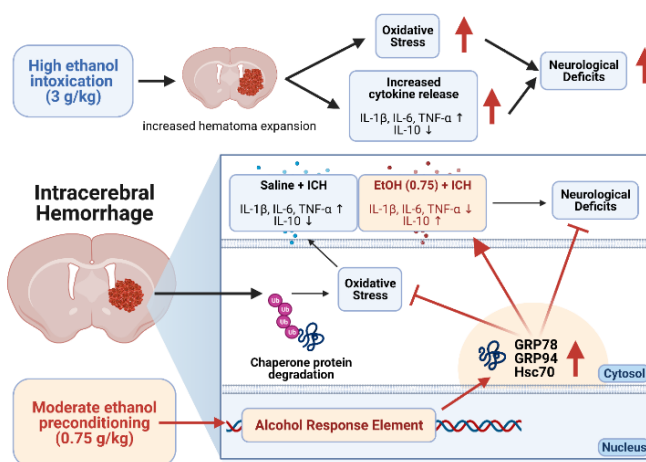 High ethanol
intoxication
(3 g/kg)
increased hematoma expansion
Oxidative
Stress
Increased
cytokine release
IL-1β, IL-6, TNF-α ↑
IL-10 ↓
Neurological
Deficits
Intracerebral
Hemorrhage
Saline + ICH
IL-1β, IL-6, TNF-α ↑
IL-10 ↓
EtOH (0.75) + ICH
IL-1β, IL-6, TNF-α ↓
IL-10 ↑
Neurological
Deficits
Oxidative
Stress
Ub
Ub
Ub
Ub
Chaperone protein
degradation
GRP78
GRP94
Hsc70
Cytosol
Moderate ethanol
preconditioning
(0.75 g/kg)
Alcohol Response Element
Nucleus